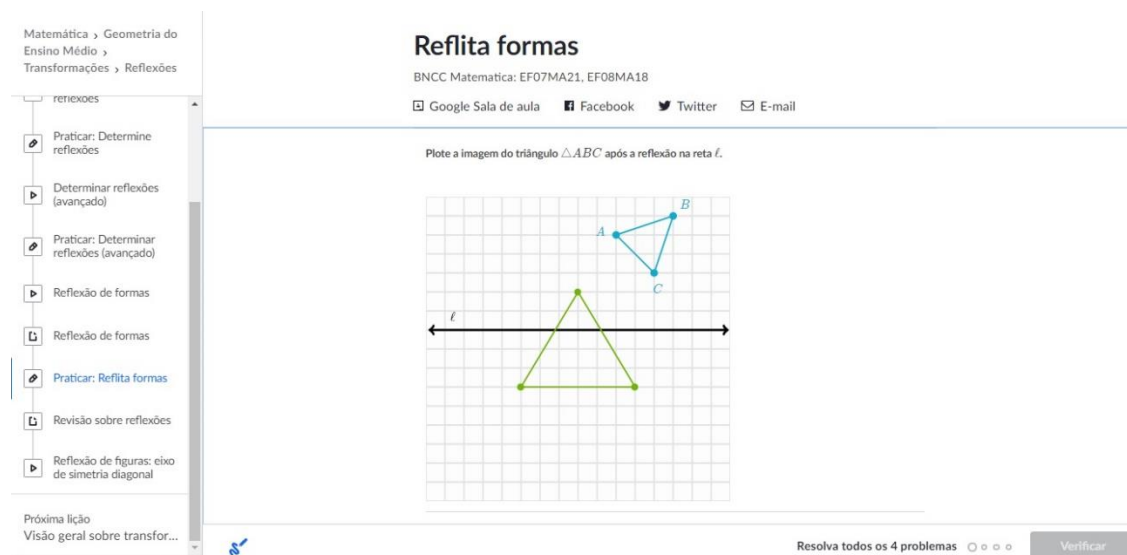 Matemática › Geometria do
Ensino Médio ›
Transformações › Reflexões
reflexões
Praticar: Determine
reflexões
Determinar reflexões
(avançado)
Praticar: Determinar
reflexões (avançado)
Reflexão de formas
Reflexão de formas
Praticar: Reflita formas
Revisão sobre reflexões
Reflexão de figuras: eixo
de simetria diagonal
Próxima lição
Visão geral sobre transfor...
Reflita formas
BNCC Matematica: EF07MA21, EF08MA18
Google Sala de aula Facebook Twitter E-mail
Plote a imagem do triângulo △ABC após a reflexão na reta ℓ.
B
A
C
ℓ
Resolva todos os 4 problemas
Verificar